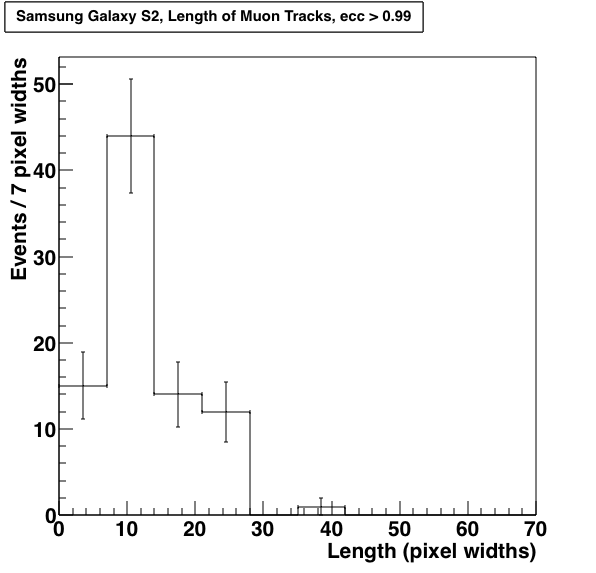 Samsung Galaxy S2, Length of Muon Tracks, ecc > 0.99
Events / 7 pixel widths
50
40
30
20
10
0
0 10 20 30 40 50 60 70
Length (pixel widths)